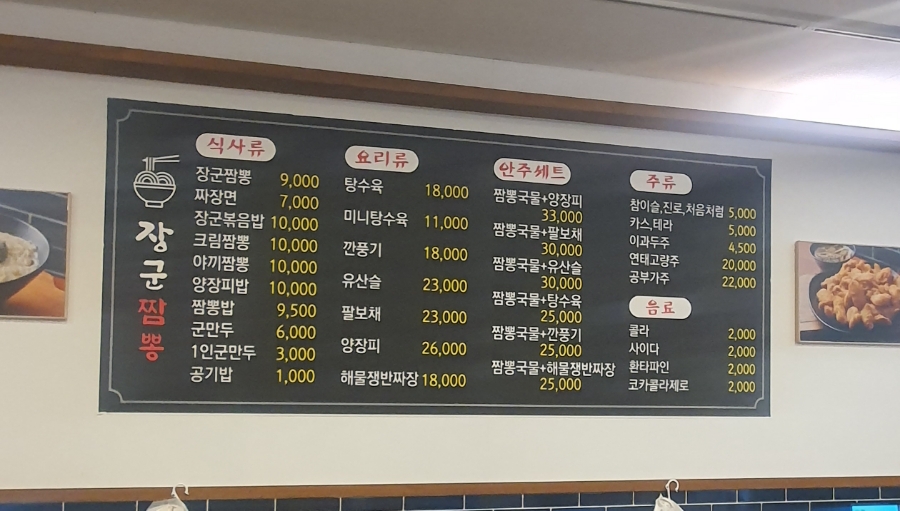 장군
짬뽕
식사류
장군짬뽕 9,000
짜장면 7,000
장군볶음밥 10,000
크림짬뽕 10,000
야끼짬뽕 10,000
양장피밥 10,000
짬뽕밥 9,500
군만두 6,000
1인군만두 3,000
공기밥 1,000
요리류
탕수육 18,000
미니탕수육 11,000
깐풍기 18,000
유산슬 23,000
팔보채 23,000
양장피 26,000
해물쟁반짜장 18,000
안주세트
짬뽕국물+양장피
33,000
짬뽕국물+팔보채
30,000
짬뽕국물+유산슬
30,000
짬뽕국물+탕수육
25,000
짬뽕국물+깐풍기
25,000
짬뽕국물+해물쟁반짜장
25,000
주류
참이슬,진로,처음처럼 5,000
카스,테라 5,000
이과두주 4,500
연태고량주 20,000
공부가주 22,000
음료
콜라 2,000
사이다 2,000
환타파인 2,000
코카콜라제로 2,000